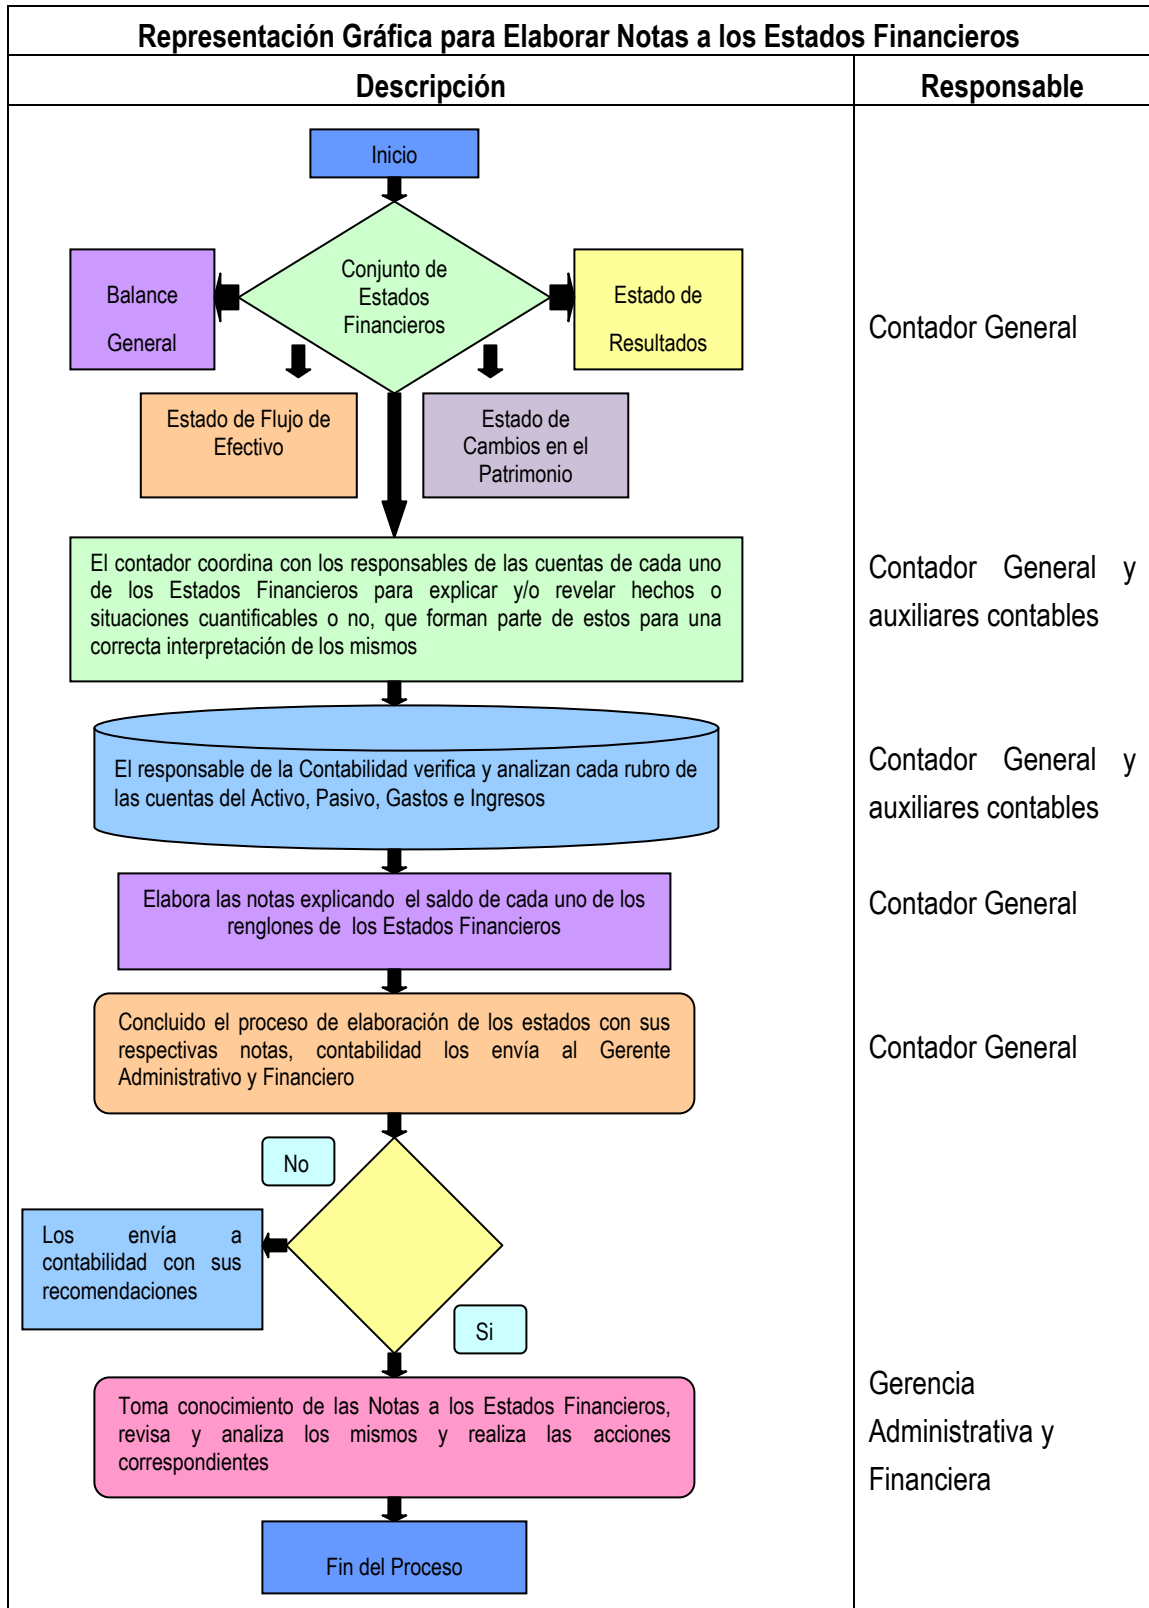 Representación Gráfica para Elaborar Notas a los Estados Financieros
Descripción
Responsable
Inicio
Conjunto de
Estados
Financieros
Balance
General
Estado de
Resultados
Contador General
Estado de Flujo de
Efectivo
Estado de
Cambios en el
Patrimonio
El contador coordina con los responsables de las cuentas de cada uno
de los Estados Financieros para explicar y/o revelar hechos o
situaciones cuantificables o no, que forman parte de estos para una
correcta interpretación de los mismos
Contador General y
auxiliares contables
El responsable de la Contabilidad verifica y analizan cada rubro de
las cuentas del Activo, Pasivo, Gastos e Ingresos
Contador General y
auxiliares contables
Elabora las notas explicando el saldo de cada uno de los
renglones de los Estados Financieros
Contador General
Concluido el proceso de elaboración de los estados con sus
respectivas notas, contabilidad los envía al Gerente
Administrativo y Financiero
Contador General
No
Los envía a
contabilidad con sus
recomendaciones
Si
Toma conocimiento de las Notas a los Estados Financieros,
revisa y analiza los mismos y realiza las acciones
correspondientes
Gerencia
Administrativa y
Financiera
Fin del Proceso